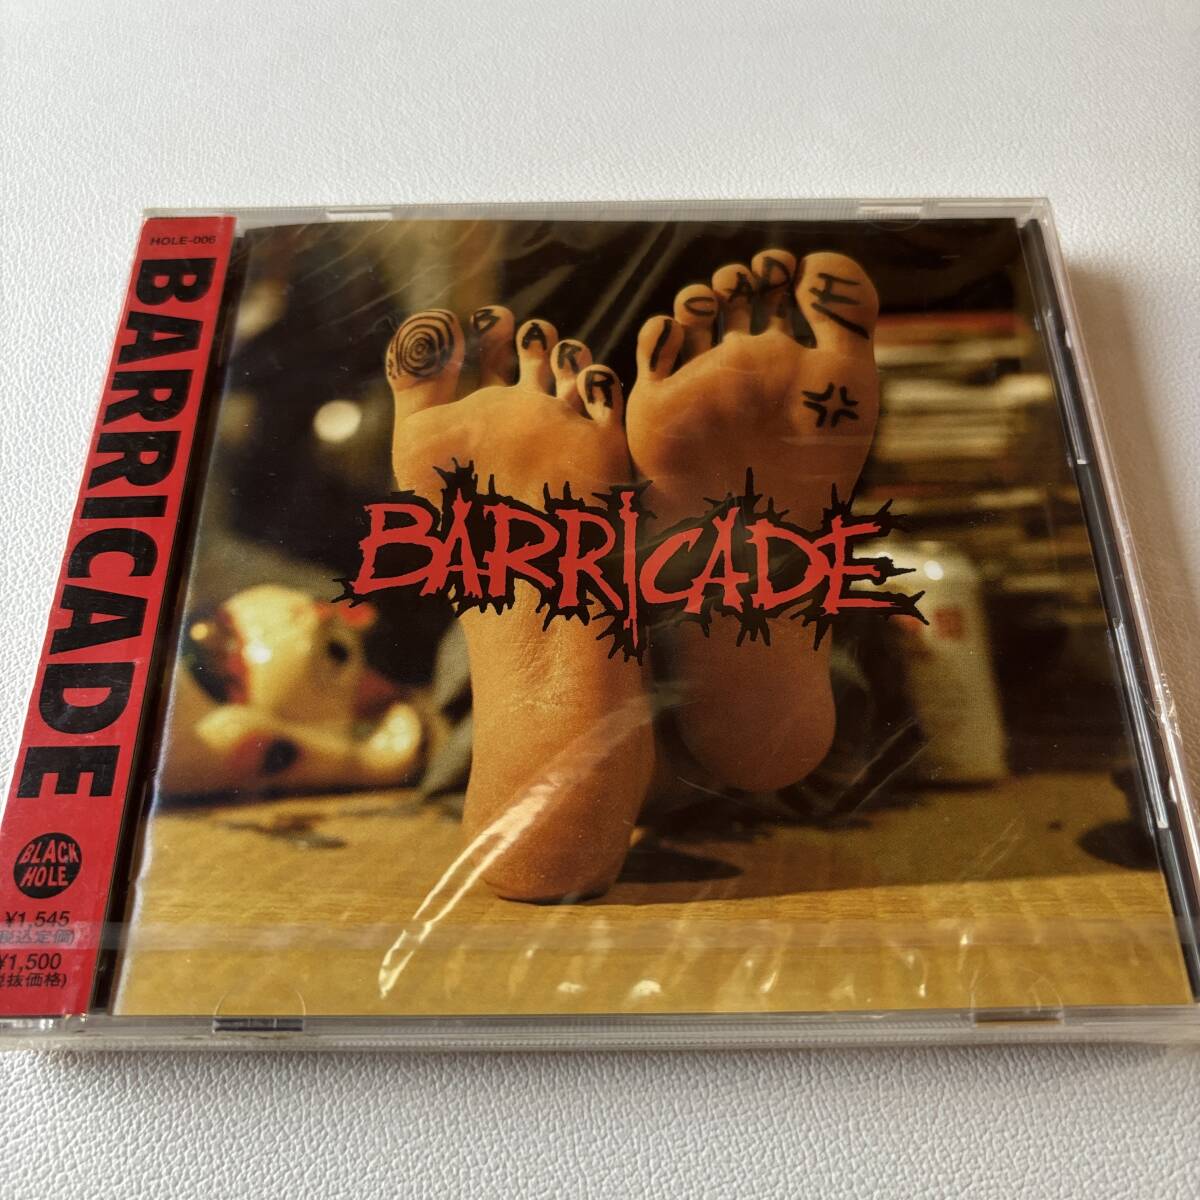 HOLE-006
BARRICADE
BLACK
HOLE
¥1,545
税込定価)
¥1,500
税抜価格)
BARR
ICADE
BARRICADE